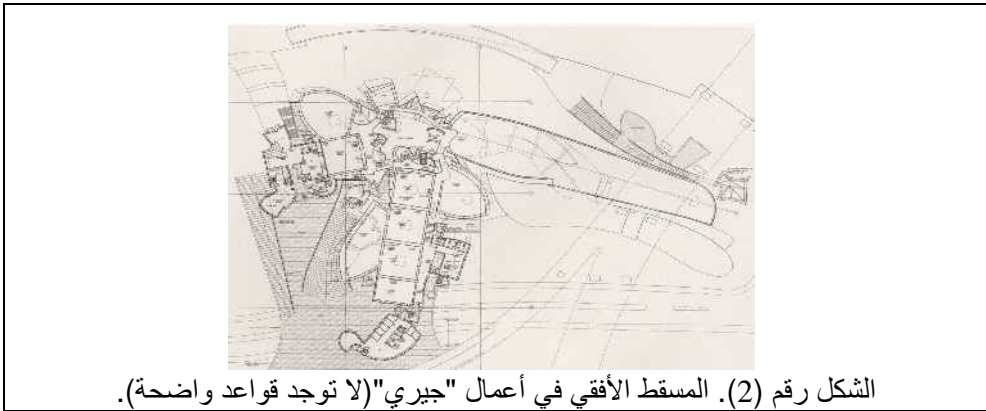 الشكل رقم (2). المسقط الأفقي في أعمال "جيري"(لا توجد قواعد واضحة).